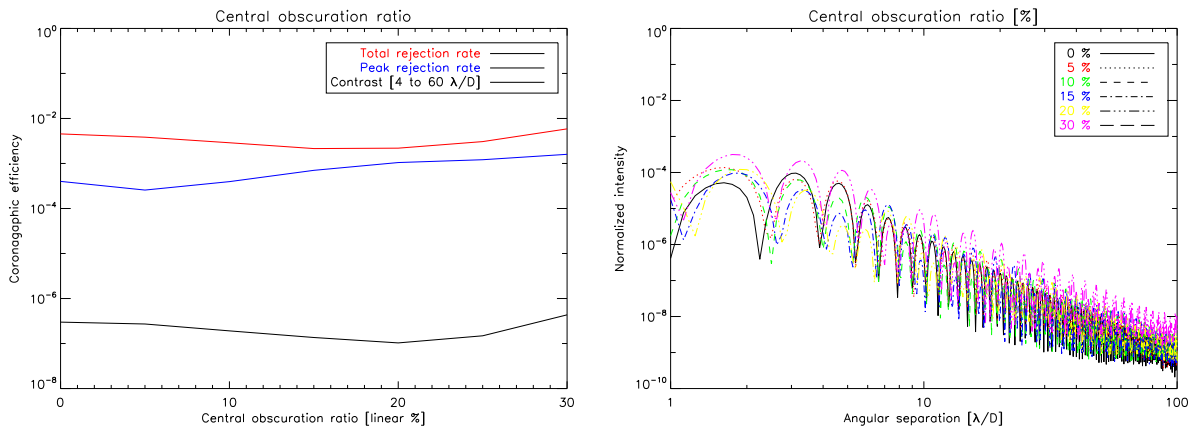 Central obscuration ratio
10^0
10^-2
10^-4
10^-6
10^-8
Coronagaphic efficiency
Total rejection rate
Peak rejection rate
Contrast [4 to 60 λ/D]
0
10
20
30
Central obscuration ratio [linear %]
Central obscuration ratio [%]
10^0
10^-2
10^-4
10^-6
10^-8
10^-10
Normalized intensity
0 %
5 %
10 %
15 %
20 %
30 %
1
10
100
Angular separation [λ/D]